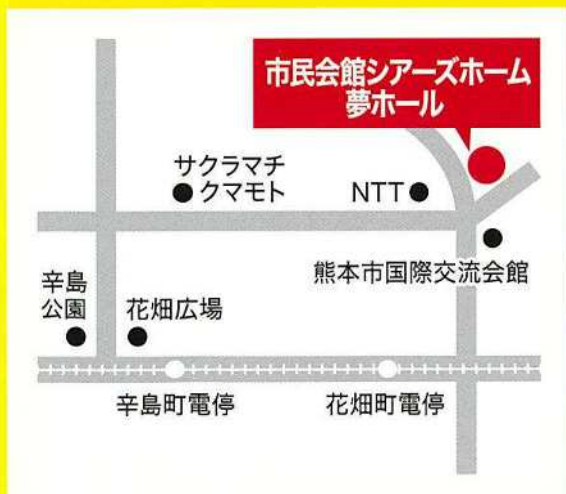 市民会館シアーズホーム
夢ホール
サクラマチ
クマモト
NTT
熊本市国際交流会館
辛島
公園
花畑広場
辛島町電停
花畑町電停